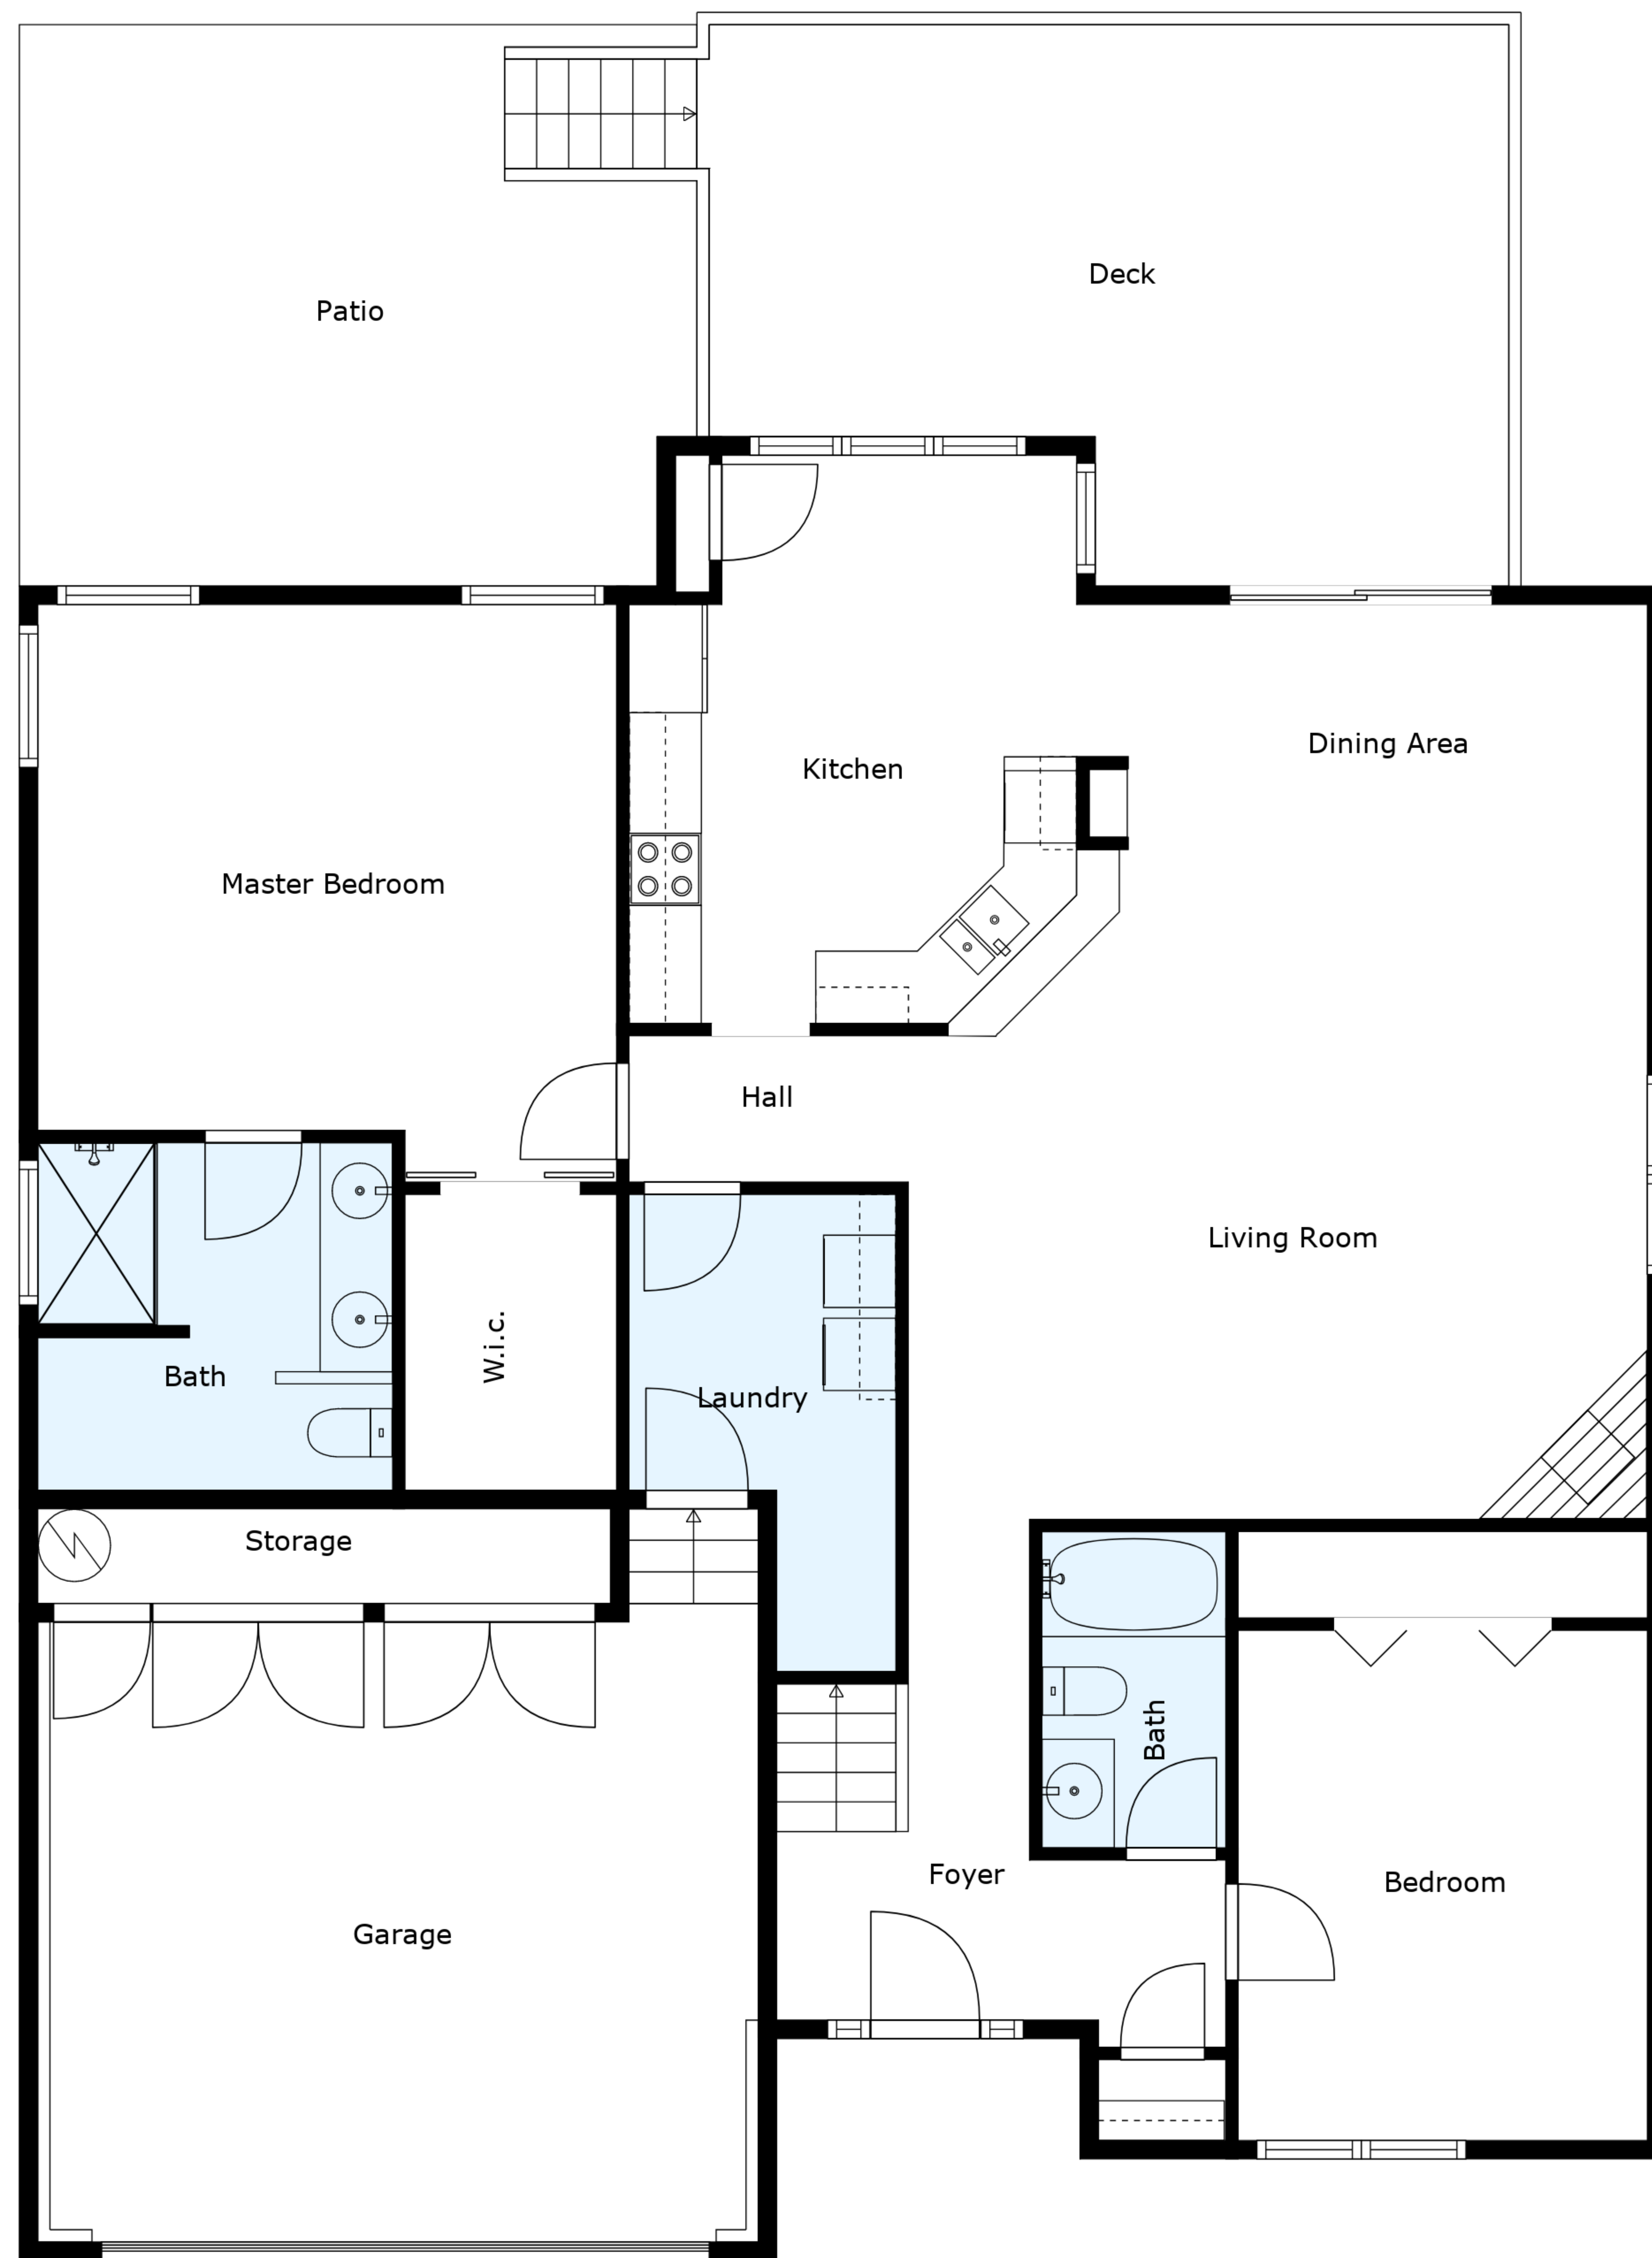 Deck
Patio
Dining Area
Kitchen
Master Bedroom
Hall
Living Room
W.i.c.
Bath
Laundry
Storage
Bath
Foyer
Bedroom
Garage